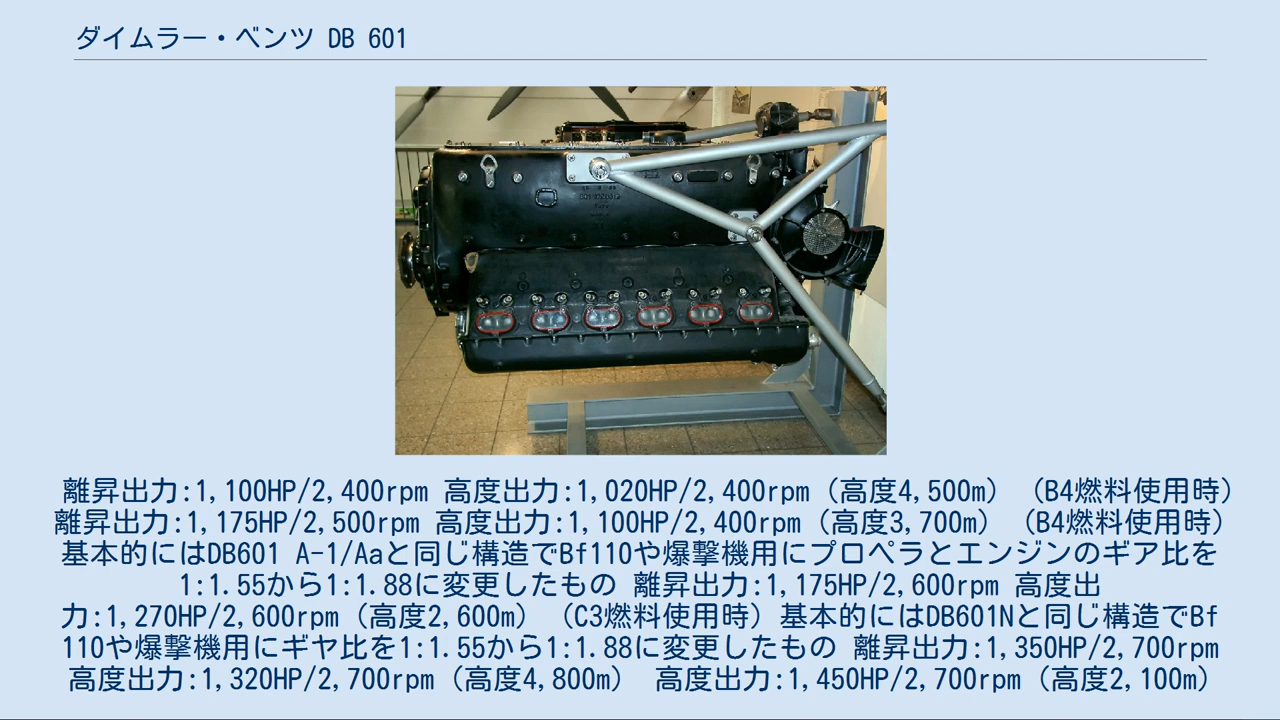 ダイムラー・ベンツ DB 601
離昇出力:1,100HP/2,400rpm 高度出力:1,020HP/2,400rpm（高度4,500m）（B4燃料使用時）
離昇出力:1,175HP/2,500rpm 高度出力:1,100HP/2,400rpm（高度3,700m）（B4燃料使用時）
基本的にはDB601 A-1/Aaと同じ構造でBf110や爆撃機用にプロペラとエンジンのギア比を
1:1.55から1:1.88に変更したもの 離昇出力:1,175HP/2,600rpm 高度出
力:1,270HP/2,600rpm（高度2,600m）（C3燃料使用時）基本的にはDB601Nと同じ構造でBf
110や爆撃機用にギヤ比を1:1.55から1:1.88に変更したもの 離昇出力:1,350HP/2,700rpm
高度出力:1,320HP/2,700rpm（高度4,800m） 高度出力:1,450HP/2,700rpm（高度2,100m）